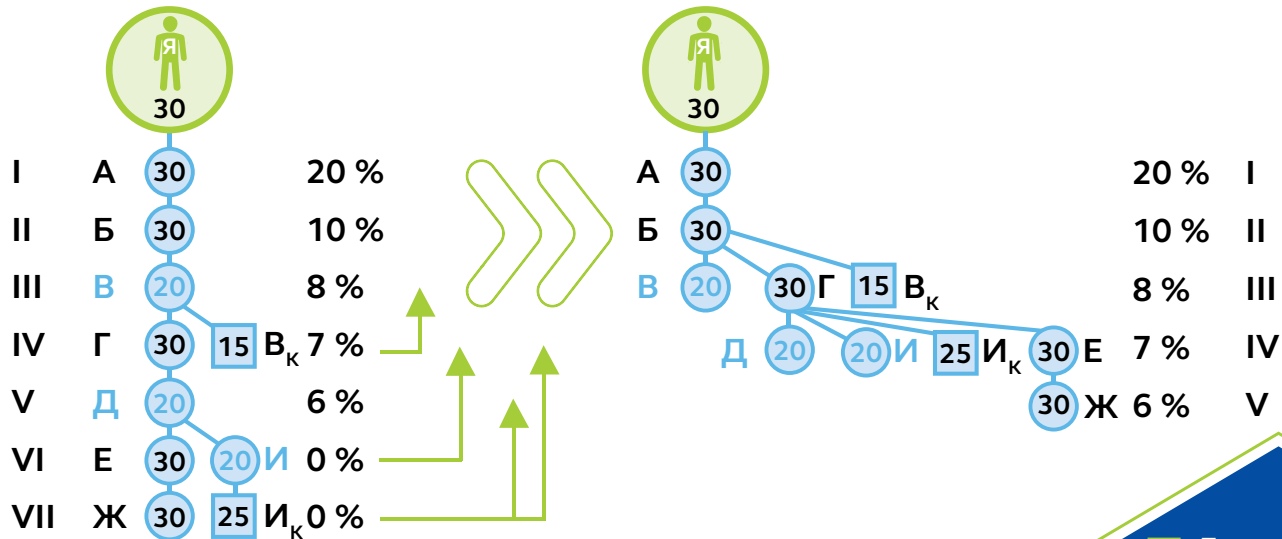 Я Я
30 30
I А 30 20 % А 30 20 % I
II Б 30 10 % Б 30 10 % II
III В 20 8 % В 20 30 Г 15 Вк 8 % III
IV Г 30 15 Вк 7 % Д 20 20 И 25 Ик 30 Е 7 % IV
V Д 20 6 % 30 Ж 6 % V
VI Е 30 20 И 0 %
VII Ж 30 25 Ик 0 %